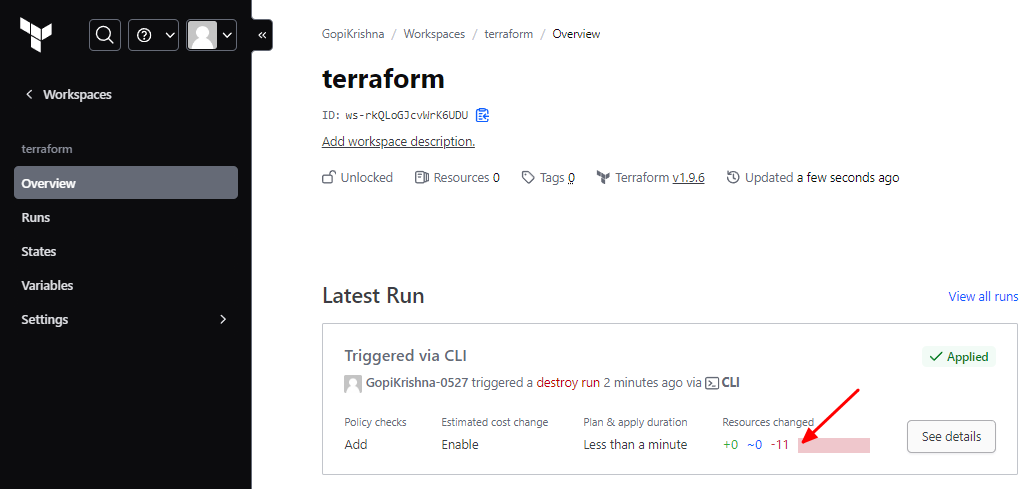 «
Workspaces
terraform
Overview
Runs
States
Variables
Settings
GopiKrishna / Workspaces / terraform / Overview
terraform
ID: ws-rkQLoGJcvWrK6UDU
Add workspace description.
Unlocked Resources 0 Tags 0 Terraform v1.9.6 Updated a few seconds ago
Latest Run View all runs
Triggered via CLI Applied
GopiKrishna-0527 triggered a destroy run 2 minutes ago via CLI
Policy checks Estimated cost change Plan & apply duration Resources changed
Add Enable Less than a minute +0 ~0 -11 See details